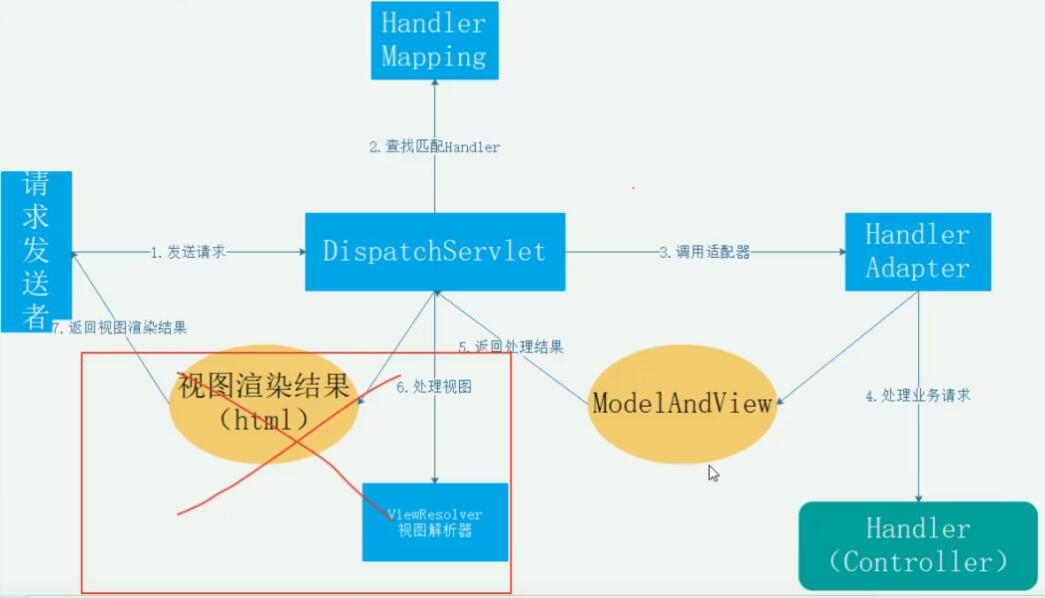 Handler
Mapping
2.查找匹配Handler
请
求
发
送
者
1.发送请求
DispatchServlet
3.调用适配器
Handler
Adapter
7.返回视图渲染结果
5.返回处理结果
视图渲染结果
（html）
6.处理视图
ModelAndView
4.处理业务请求
ViewResolver
视图解析器
Handler
（Controller）